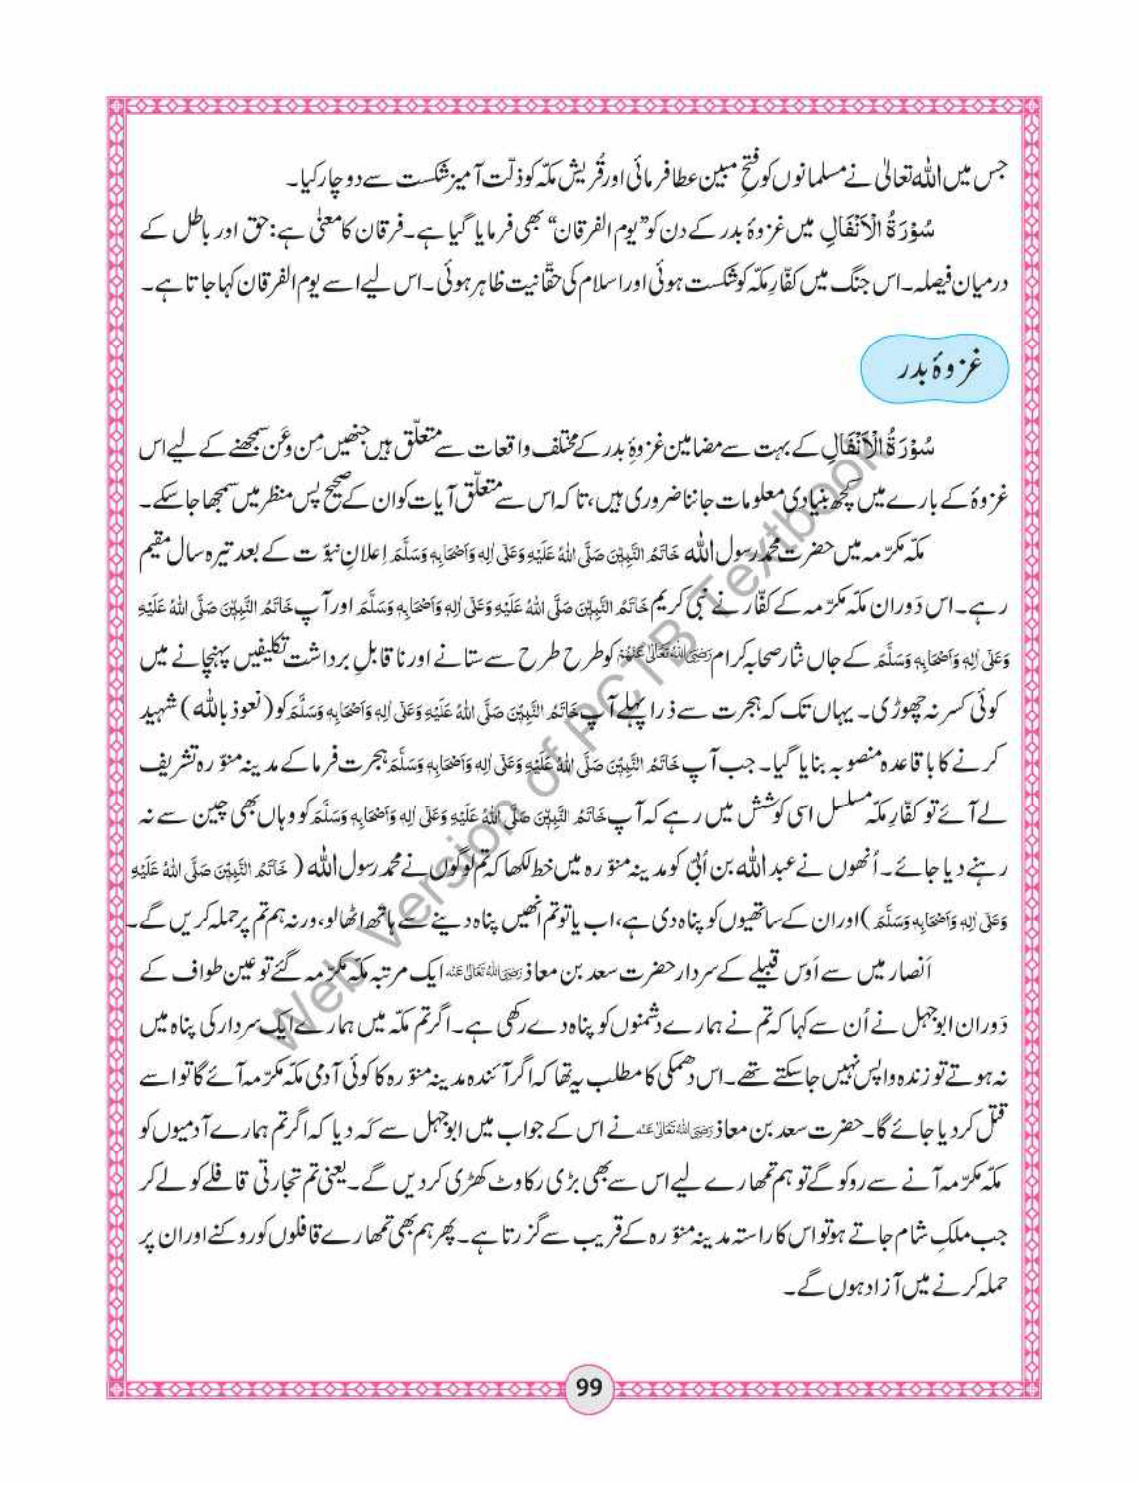 جس میں اللہ تعالیٰ نے مسلمانوں کو فتحِ مبین عطا فرمائی اور قُریش مکّہ کو ذلّت آمیز شکست سے دوچار کیا۔
سُوْرَۃُ الْاَنْفَالِ میں غزوۂ بدر کے دن کو ”یوم الفرقان“ بھی فرمایا گیا ہے۔ فرقان کا معنٰی ہے: حق اور باطل کے
درمیان فیصلہ۔ اس جنگ میں کفّارِ مکّہ کو شکست ہوئی اور اسلام کی حقّانیت ظاہر ہوئی۔ اس لیے اسے یوم الفرقان کہا جاتا ہے۔
غزوۂ بدر
سُوْرَۃُ الْاَنْفَالِ کے بہت سے مضامین غزوۂ بدر کے مختلف واقعات سے متعلّق ہیں جنھیں مِن وعَن سمجھنے کے لیے اس
غزوۂ کے بارے میں کچھ بنیادی معلومات جاننا ضروری ہیں، تاکہ اس سے متعلّق آیات کو ان کے صحیح پس منظر میں سمجھا جا سکے۔
مکّہ مکرّمہ میں حضرت محمد رسول اللہ خَاتَمُ النَّبِیّٖنَ صَلَّی اللہُ عَلَیْہِ وَعَلٰٓی اٰلِہٖ وَاَصْحَابِہٖ وَسَلَّمَ اِعلانِ نبوّت کے بعد تیرہ سال مقیم
رہے۔ اس دَوران مکّہ مکرّمہ کے کفّار نے نبی کریم خَاتَمُ النَّبِیّٖنَ صَلَّی اللہُ عَلَیْہِ وَعَلٰٓی اٰلِہٖ وَاَصْحَابِہٖ وَسَلَّمَ اور آپ خَاتَمُ النَّبِیّٖنَ صَلَّی اللہُ عَلَیْہِ
وَعَلٰٓی اٰلِہٖ وَاَصْحَابِہٖ وَسَلَّمَ کے جاں نثار صحابہ کرام رَضِیَ اللہُ تَعَالٰی عَنْہُمْ کو طرح طرح سے ستانے اور ناقابلِ برداشت تکلیفیں پہنچانے میں
کوئی کسر نہ چھوڑی۔ یہاں تک کہ ہجرت سے ذرا پہلے آپ خَاتَمُ النَّبِیّٖنَ صَلَّی اللہُ عَلَیْہِ وَعَلٰٓی اٰلِہٖ وَاَصْحَابِہٖ وَسَلَّمَ کو (نعوذ باللہ) شہید
کرنے کا باقاعدہ منصوبہ بنایا گیا۔ جب آپ خَاتَمُ النَّبِیّٖنَ صَلَّی اللہُ عَلَیْہِ وَعَلٰٓی اٰلِہٖ وَاَصْحَابِہٖ وَسَلَّمَ ہجرت فرما کے مدینہ منوّرہ تشریف
لے آئے تو کفّارِ مکّہ مسلسل اسی کوشش میں رہے کہ آپ خَاتَمُ النَّبِیّٖنَ صَلَّی اللہُ عَلَیْہِ وَعَلٰٓی اٰلِہٖ وَاَصْحَابِہٖ وَسَلَّمَ کو وہاں بھی چین سے نہ
رہنے دیا جائے۔ اُنھوں نے عبد اللہ بن اُبیّ کو مدینہ منوّرہ میں خط لکھا کہ تم لوگوں نے محمد رسول اللہ (خَاتَمُ النَّبِیّٖنَ صَلَّی اللہُ عَلَیْہِ
وَعَلٰٓی اٰلِہٖ وَاَصْحَابِہٖ وَسَلَّمَ) اور ان کے ساتھیوں کو پناہ دی ہے، اب یا تو تم انھیں پناہ دینے سے ہاتھ اٹھا لو، ورنہ ہم تم پر حملہ کریں گے۔
اَنصار میں سے اَوس قبیلے کے سردار حضرت سعد بن معاذ رَضِیَ اللہُ تَعَالٰی عَنْہ ایک مرتبہ مکّہ مکرّمہ گئے تو عین طواف کے
دَوران ابوجہل نے اُن سے کہا کہ تم نے ہمارے دشمنوں کو پناہ دے رکھی ہے۔ اگر تم مکّہ میں ہمارے ایک سردار کی پناہ میں
نہ ہوتے تو زندہ واپس نہیں جا سکتے تھے۔ اس دھمکی کا مطلب یہ تھا کہ اگر آئندہ مدینہ منوّرہ کا کوئی آدمی مکّہ مکرّمہ آئے گا تو اسے
قتل کر دیا جائے گا۔ حضرت سعد بن معاذ رَضِیَ اللہُ تَعَالٰی عَنْہ نے اس کے جواب میں ابوجہل سے کَہ دیا کہ اگر تم ہمارے آدمیوں کو
مکّہ مکرّمہ آنے سے روکو گے تو ہم تمھارے لیے اس سے بھی بڑی رکاوٹ کھڑی کر دیں گے۔ یعنی تم تجارتی قافلے کو لے کر
جب ملکِ شام جاتے ہو تو اس کا راستہ مدینہ منوّرہ کے قریب سے گزرتا ہے۔ پھر ہم بھی تمھارے قافلوں کو روکنے اور ان پر
حملہ کرنے میں آزاد ہوں گے۔
Web Version of PCTB Textbook
99